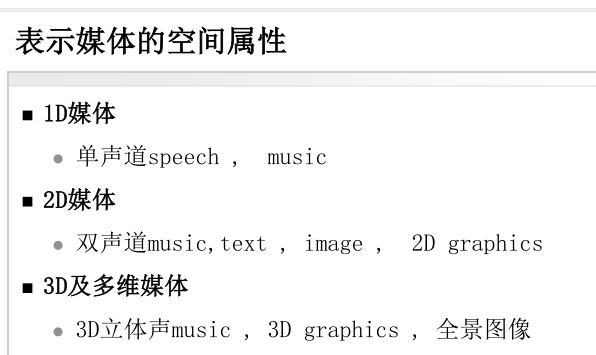 表示媒体的空间属性
1D媒体
单声道speech , music
2D媒体
双声道music,text , image , 2D graphics
3D及多维媒体
3D立体声music , 3D graphics , 全景图像